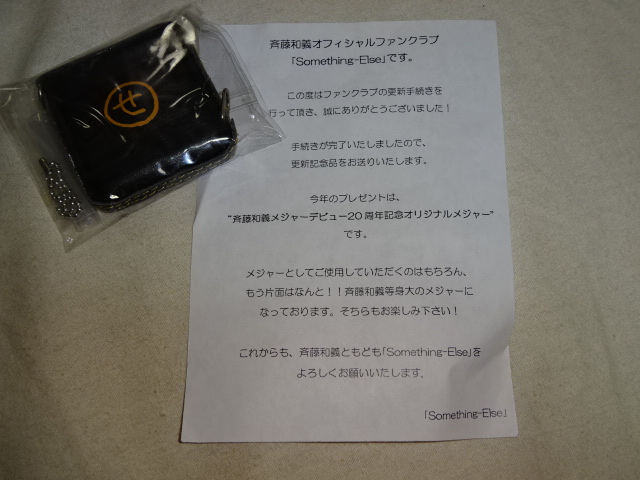 斉藤和義オフィシャルファンクラブ
「Something-Else」です。
この度はファンクラブの更新手続きを
行って頂き、誠にありがとうございました！
手続きが完了いたしましたので、
更新記念品をお送りいたします。
今年のプレゼントは、
“斉藤和義メジャーデビュー20周年記念オリジナルメジャー”
です。
メジャーとしてご使用していただくのはもちろん、
もう片面はなんと！！斉藤和義等身大のメジャーに
なっております。そちらもお楽しみ下さい！
これからも、斉藤和義ともども「Something-Else」を
よろしくお願いいたします。
「Something-Else」
せ